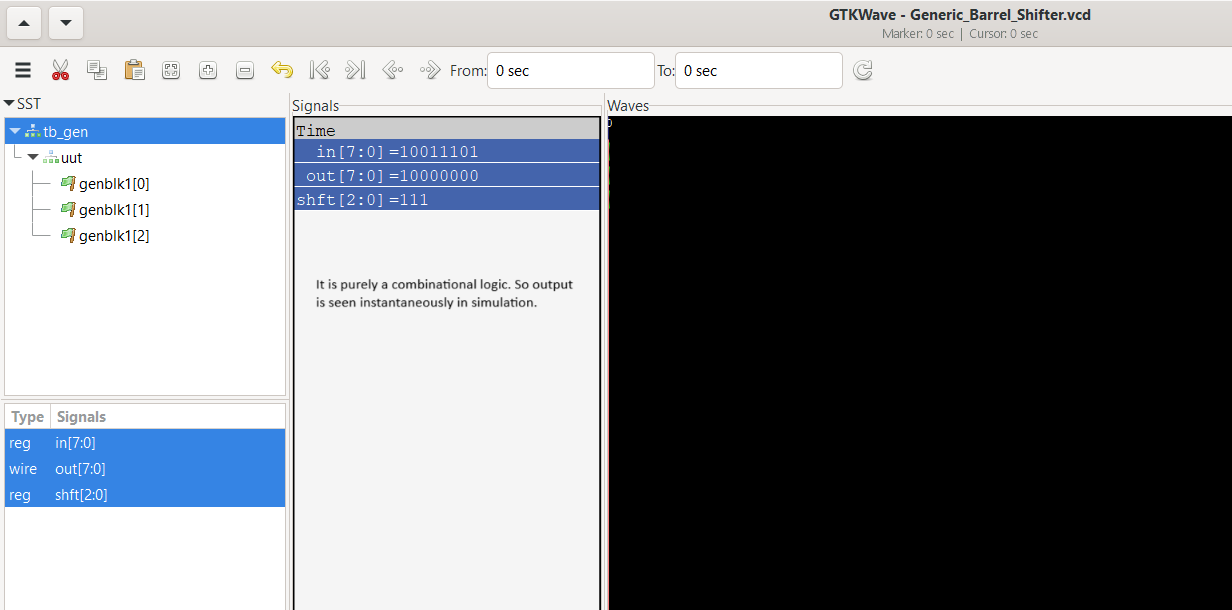 GTKWave - Generic_Barrel_Shifter.vcd
Marker: 0 sec | Cursor: 0 sec
From: 0 sec To: 0 sec
SST
tb_gen
uut
genblk1[0]
genblk1[1]
genblk1[2]
Type Signals
reg in[7:0]
wire out[7:0]
reg shft[2:0]
Signals
Time
in[7:0]=10011101
out[7:0]=10000000
shft[2:0]=111
It is purely a combinational logic. So output
is seen instantaneously in simulation.
Waves
0